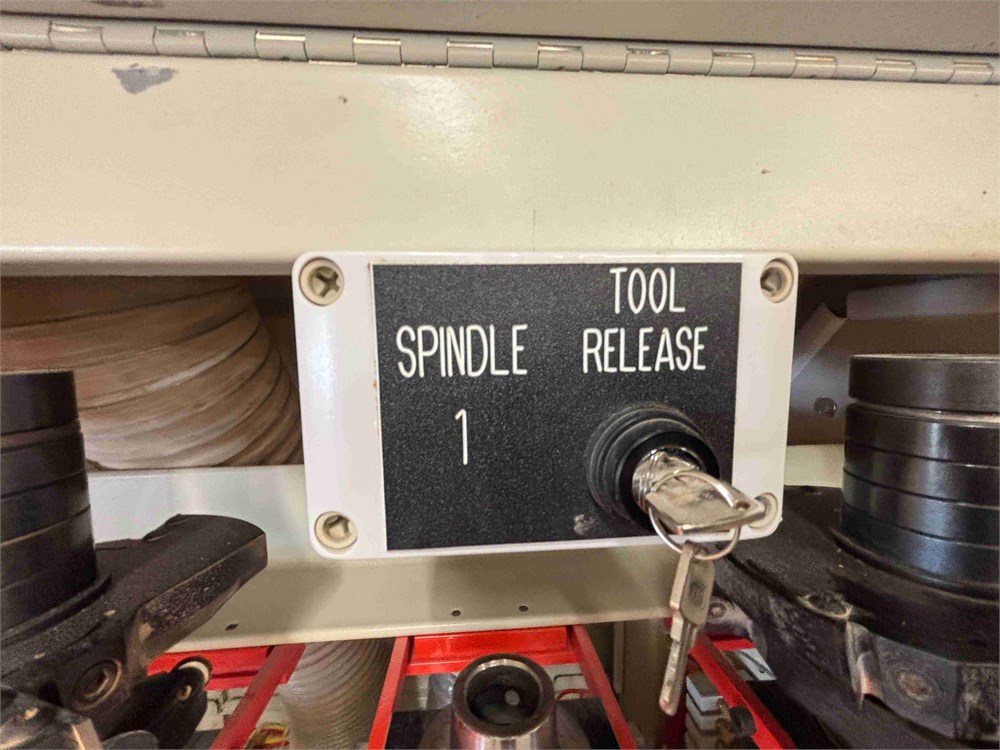 SPINDLE
1
TOOL
RELEASE